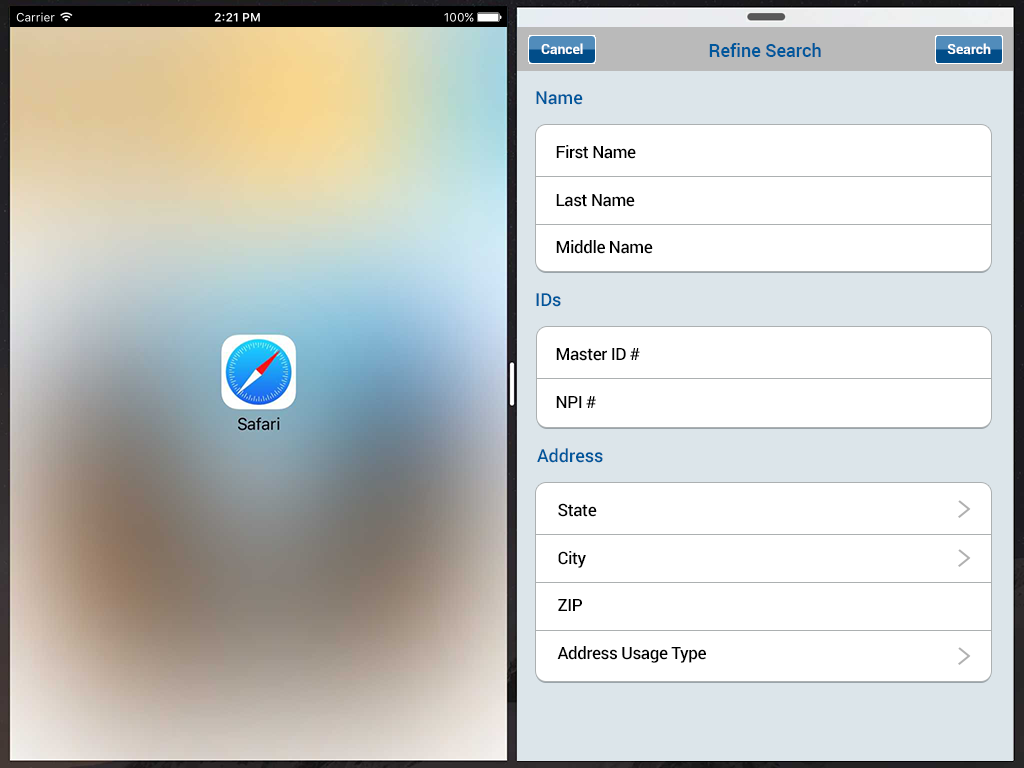 Carrier 2:21 PM 100%
Safari
Cancel Refine Search Search
Name
First Name
Last Name
Middle Name
IDs
Master ID #
NPI #
Address
State
City
ZIP
Address Usage Type